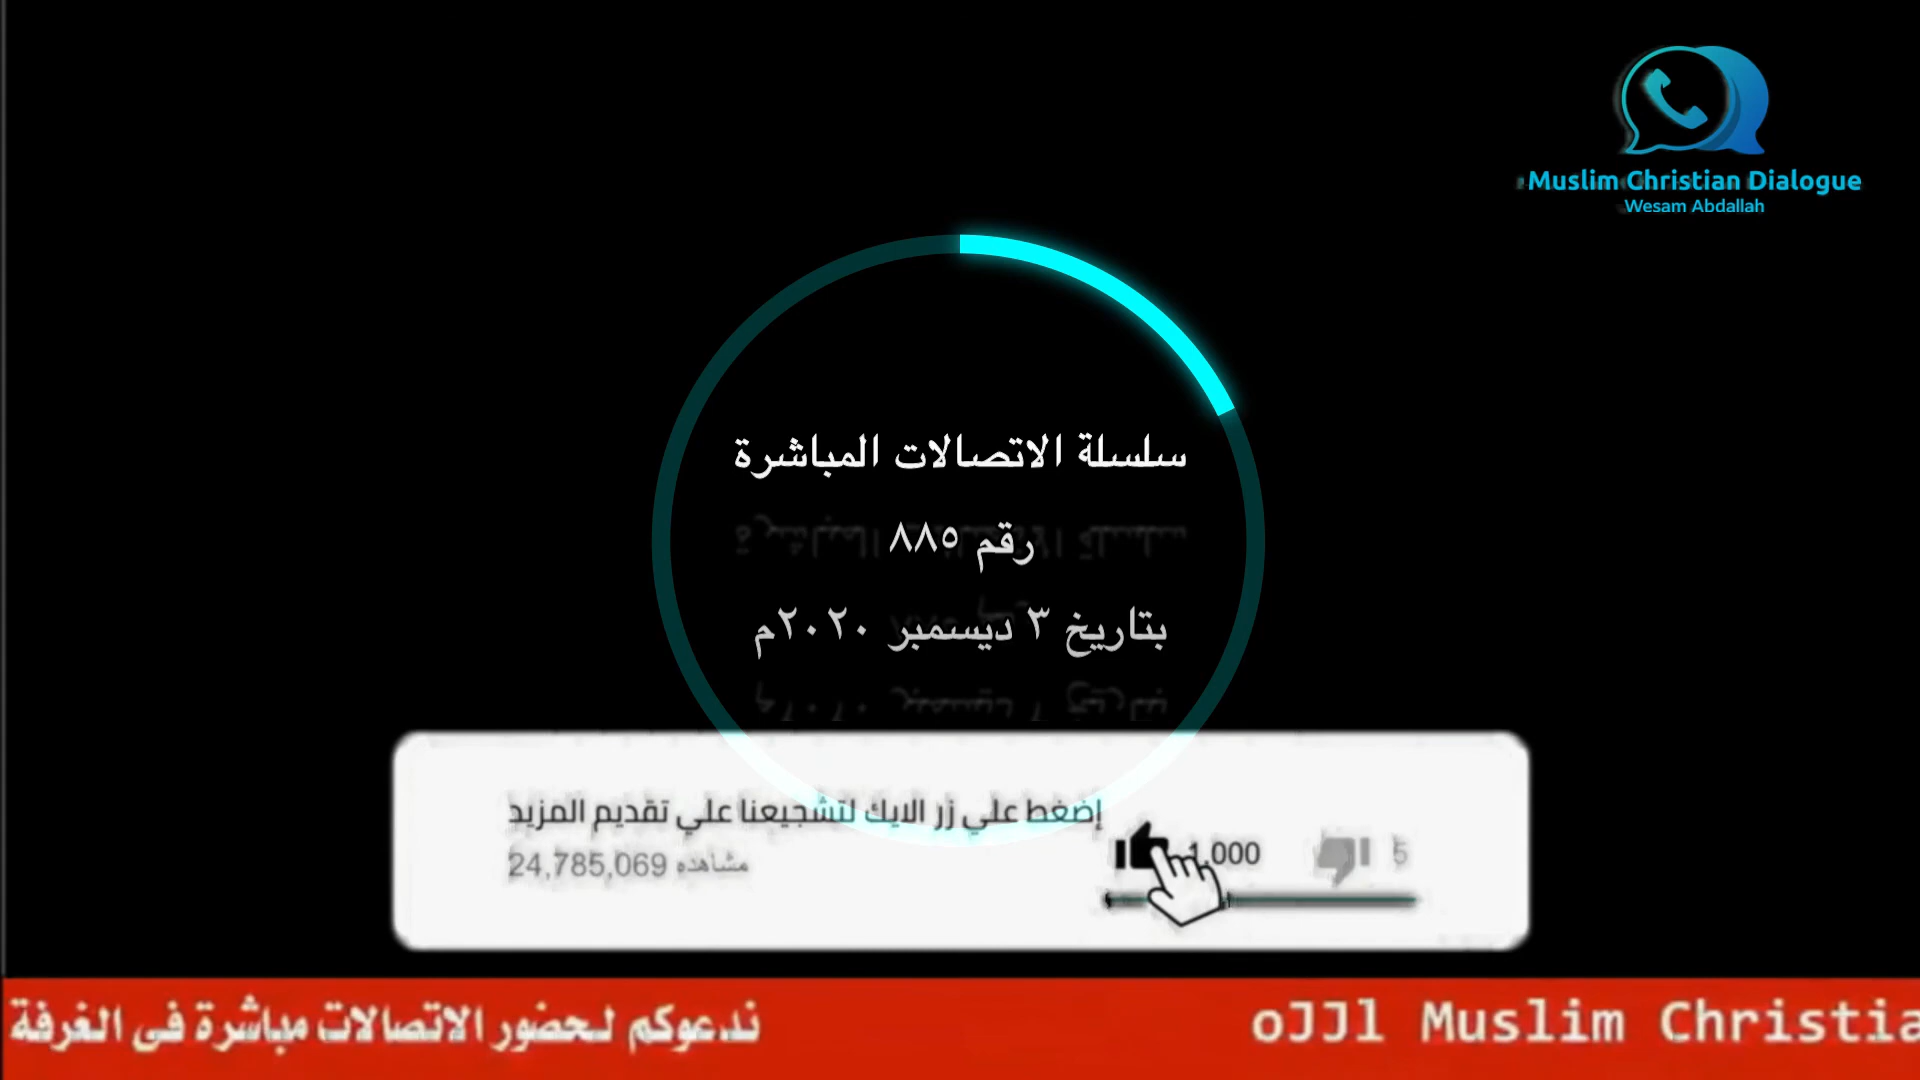 Muslim Christian Dialogue
Wesam Abdallah
سلسلة الاتصالات المباشرة
رقم ٨٨٥
بتاريخ ٣ ديسمبر ٢٠٢٠م
إضغط علي زر الايك لتشجيعنا علي تقديم المزيد
24,785,069 مشاهده
1,000
5
ندعوكم لحضور الاتصالات مباشرة فى الغرفة
oJJl Muslim Christia